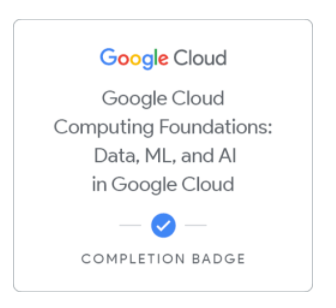 Google Cloud
Google Cloud
Computing Foundations:
Data, ML, and AI
in Google Cloud
COMPLETION BADGE